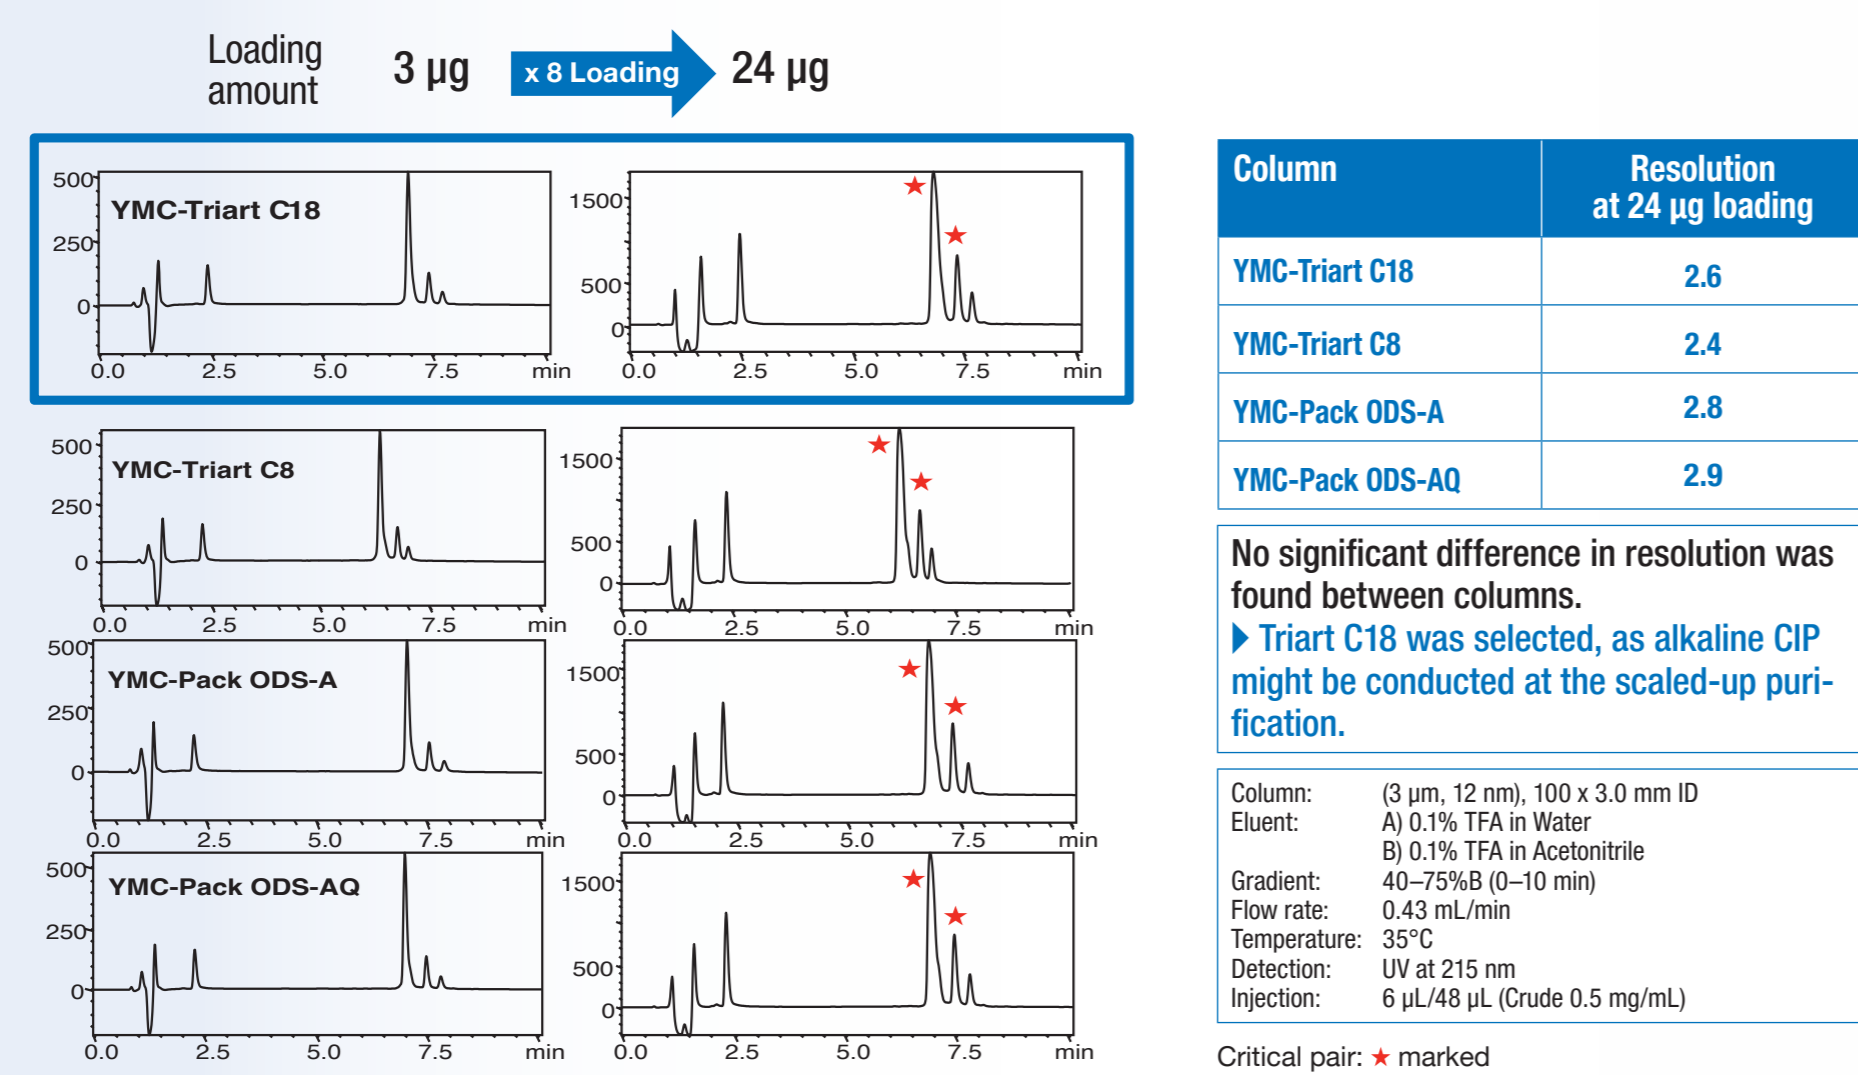 Loading
amount
3 µg
x 8 Loading
24 µg
500
250
0
YMC-Triart C18
0.0 2.5 5.0 7.5 min
1500
500
0
0.0 2.5 5.0 7.5 min
500
250
0
YMC-Triart C8
0.0 2.5 5.0 7.5 min
1500
500
0
0.0 2.5 5.0 7.5 min
500
250
0
YMC-Pack ODS-A
0.0 2.5 5.0 7.5 min
1500
500
0
0.0 2.5 5.0 7.5 min
500
250
0
YMC-Pack ODS-AQ
0.0 2.5 5.0 7.5 min
1500
500
0
0.0 2.5 5.0 7.5 min
Column Resolution
at 24 µg loading
YMC-Triart C18 2.6
YMC-Triart C8 2.4
YMC-Pack ODS-A 2.8
YMC-Pack ODS-AQ 2.9
No significant difference in resolution was
found between columns.
▶ Triart C18 was selected, as alkaline CIP
might be conducted at the scaled-up puri-
fication.
Column: (3 µm, 12 nm), 100 x 3.0 mm ID
Eluent: A) 0.1% TFA in Water
B) 0.1% TFA in Acetonitrile
Gradient: 40–75%B (0–10 min)
Flow rate: 0.43 mL/min
Temperature: 35°C
Detection: UV at 215 nm
Injection: 6 µL/48 µL (Crude 0.5 mg/mL)
Critical pair: ★ marked